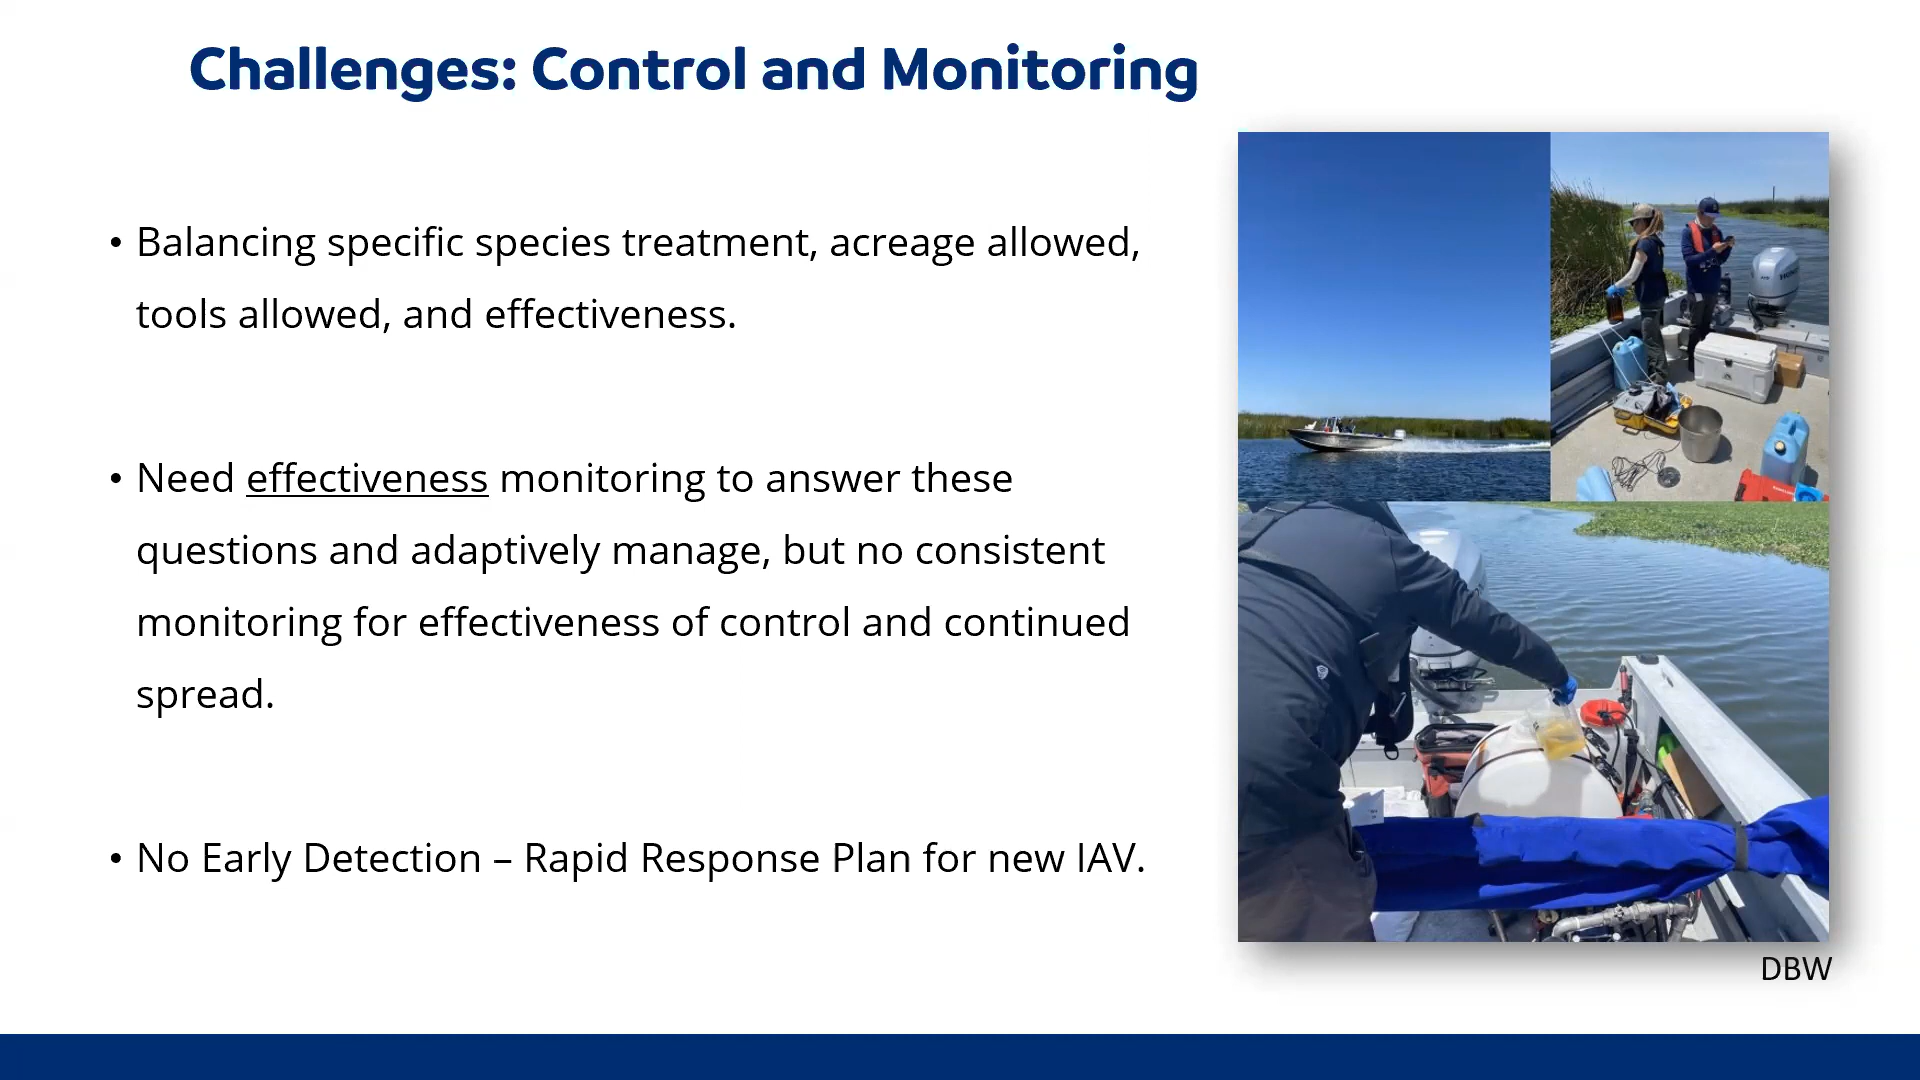 Challenges: Control and Monitoring
• Balancing specific species treatment, acreage allowed,
tools allowed, and effectiveness.
• Need effectiveness monitoring to answer these
questions and adaptively manage, but no consistent
monitoring for effectiveness of control and continued
spread.
• No Early Detection – Rapid Response Plan for new IAV.
DBW